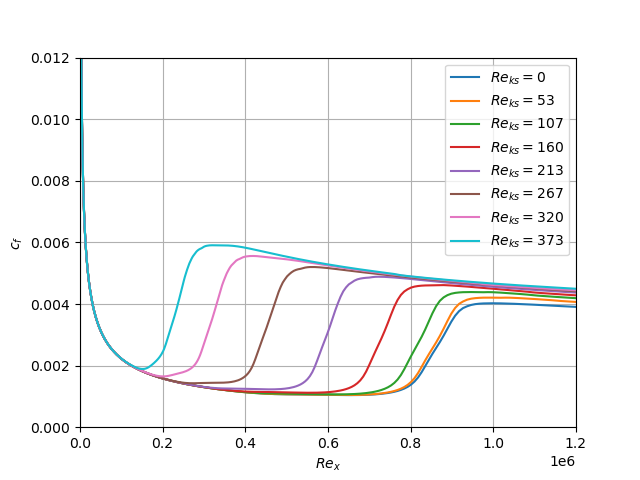 0.012
0.010
0.008
0.006
0.004
0.002
0.000
c_f
0.0
0.2
0.4
0.6
0.8
1.0
1.2
1e6
Re_x
Re_ks = 0
Re_ks = 53
Re_ks = 107
Re_ks = 160
Re_ks = 213
Re_ks = 267
Re_ks = 320
Re_ks = 373